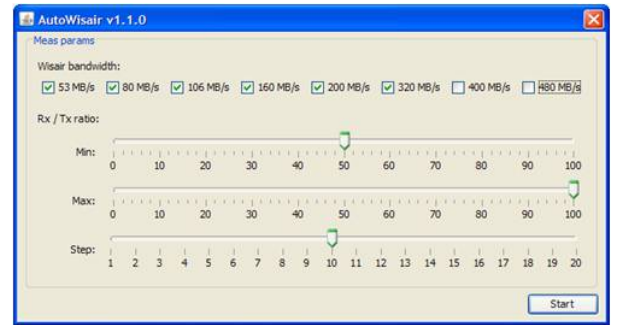 AutoWisair v1.1.0
Meas params
Wisair bandwidth:
53 MB/s 80 MB/s 106 MB/s 160 MB/s 200 MB/s 320 MB/s 400 MB/s 480 MB/s
Rx / Tx ratio:
Min:
0 10 20 30 40 50 60 70 80 90 100
Max:
0 10 20 30 40 50 60 70 80 90 100
Step:
1 2 3 4 5 6 7 8 9 10 11 12 13 14 15 16 17 18 19 20
Start